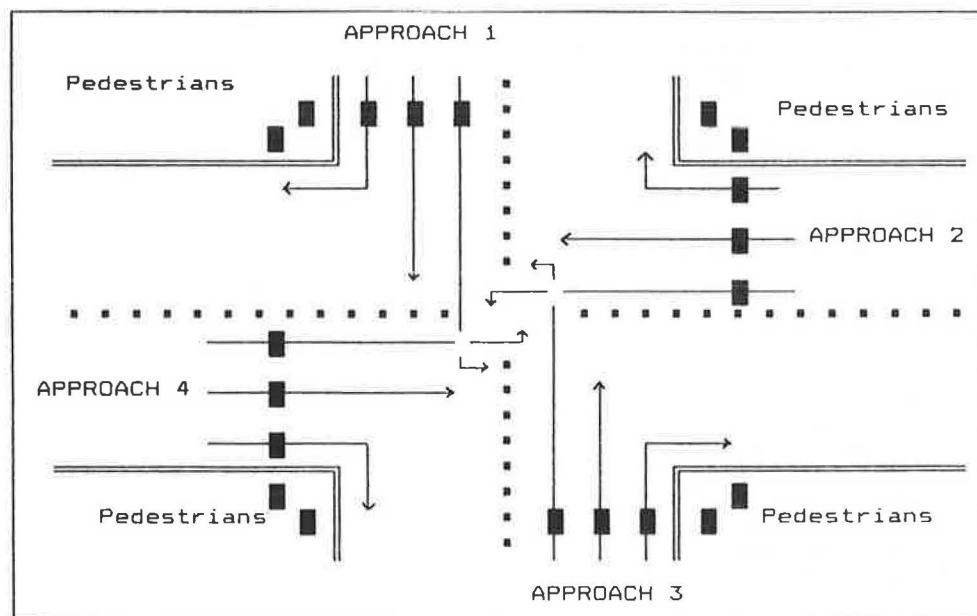 APPROACH 1
Pedestrians
Pedestrians
APPROACH 2
APPROACH 4
Pedestrians
Pedestrians
APPROACH 3